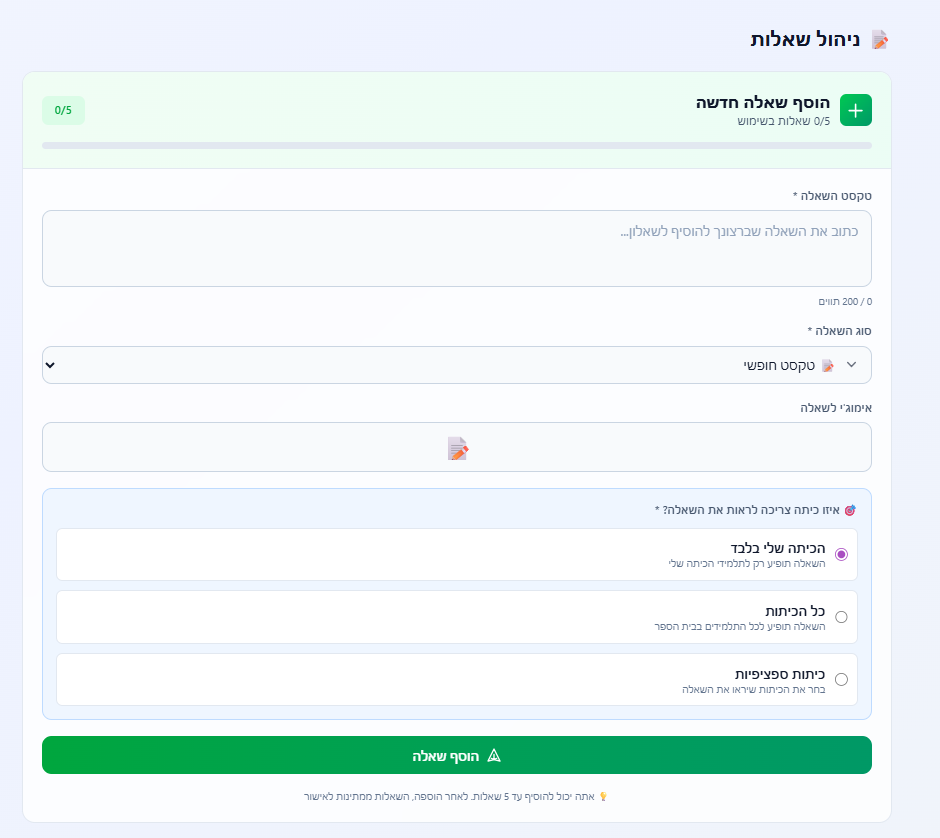 ניהול שאלות
הוסף שאלה חדשה
0/5 שאלות בשימוש
0/5
טקסט השאלה *
כתוב את השאלה שברצונך להוסיף לשאלון...
0 / 200 תווים
סוג השאלה *
טקסט חופשי
אימוג'י לשאלה
איזו כיתה צריכה לראות את השאלה? *
הכיתה שלי בלבד
השאלה תופיע רק לתלמידי הכיתה שלי
כל הכיתות
השאלה תופיע לכל התלמידים בבית הספר
כיתות ספציפיות
בחר את הכיתות שיראו את השאלה
הוסף שאלה
אתה יכול להוסיף עד 5 שאלות. לאחר הוספה, השאלות ממתינות לאישור